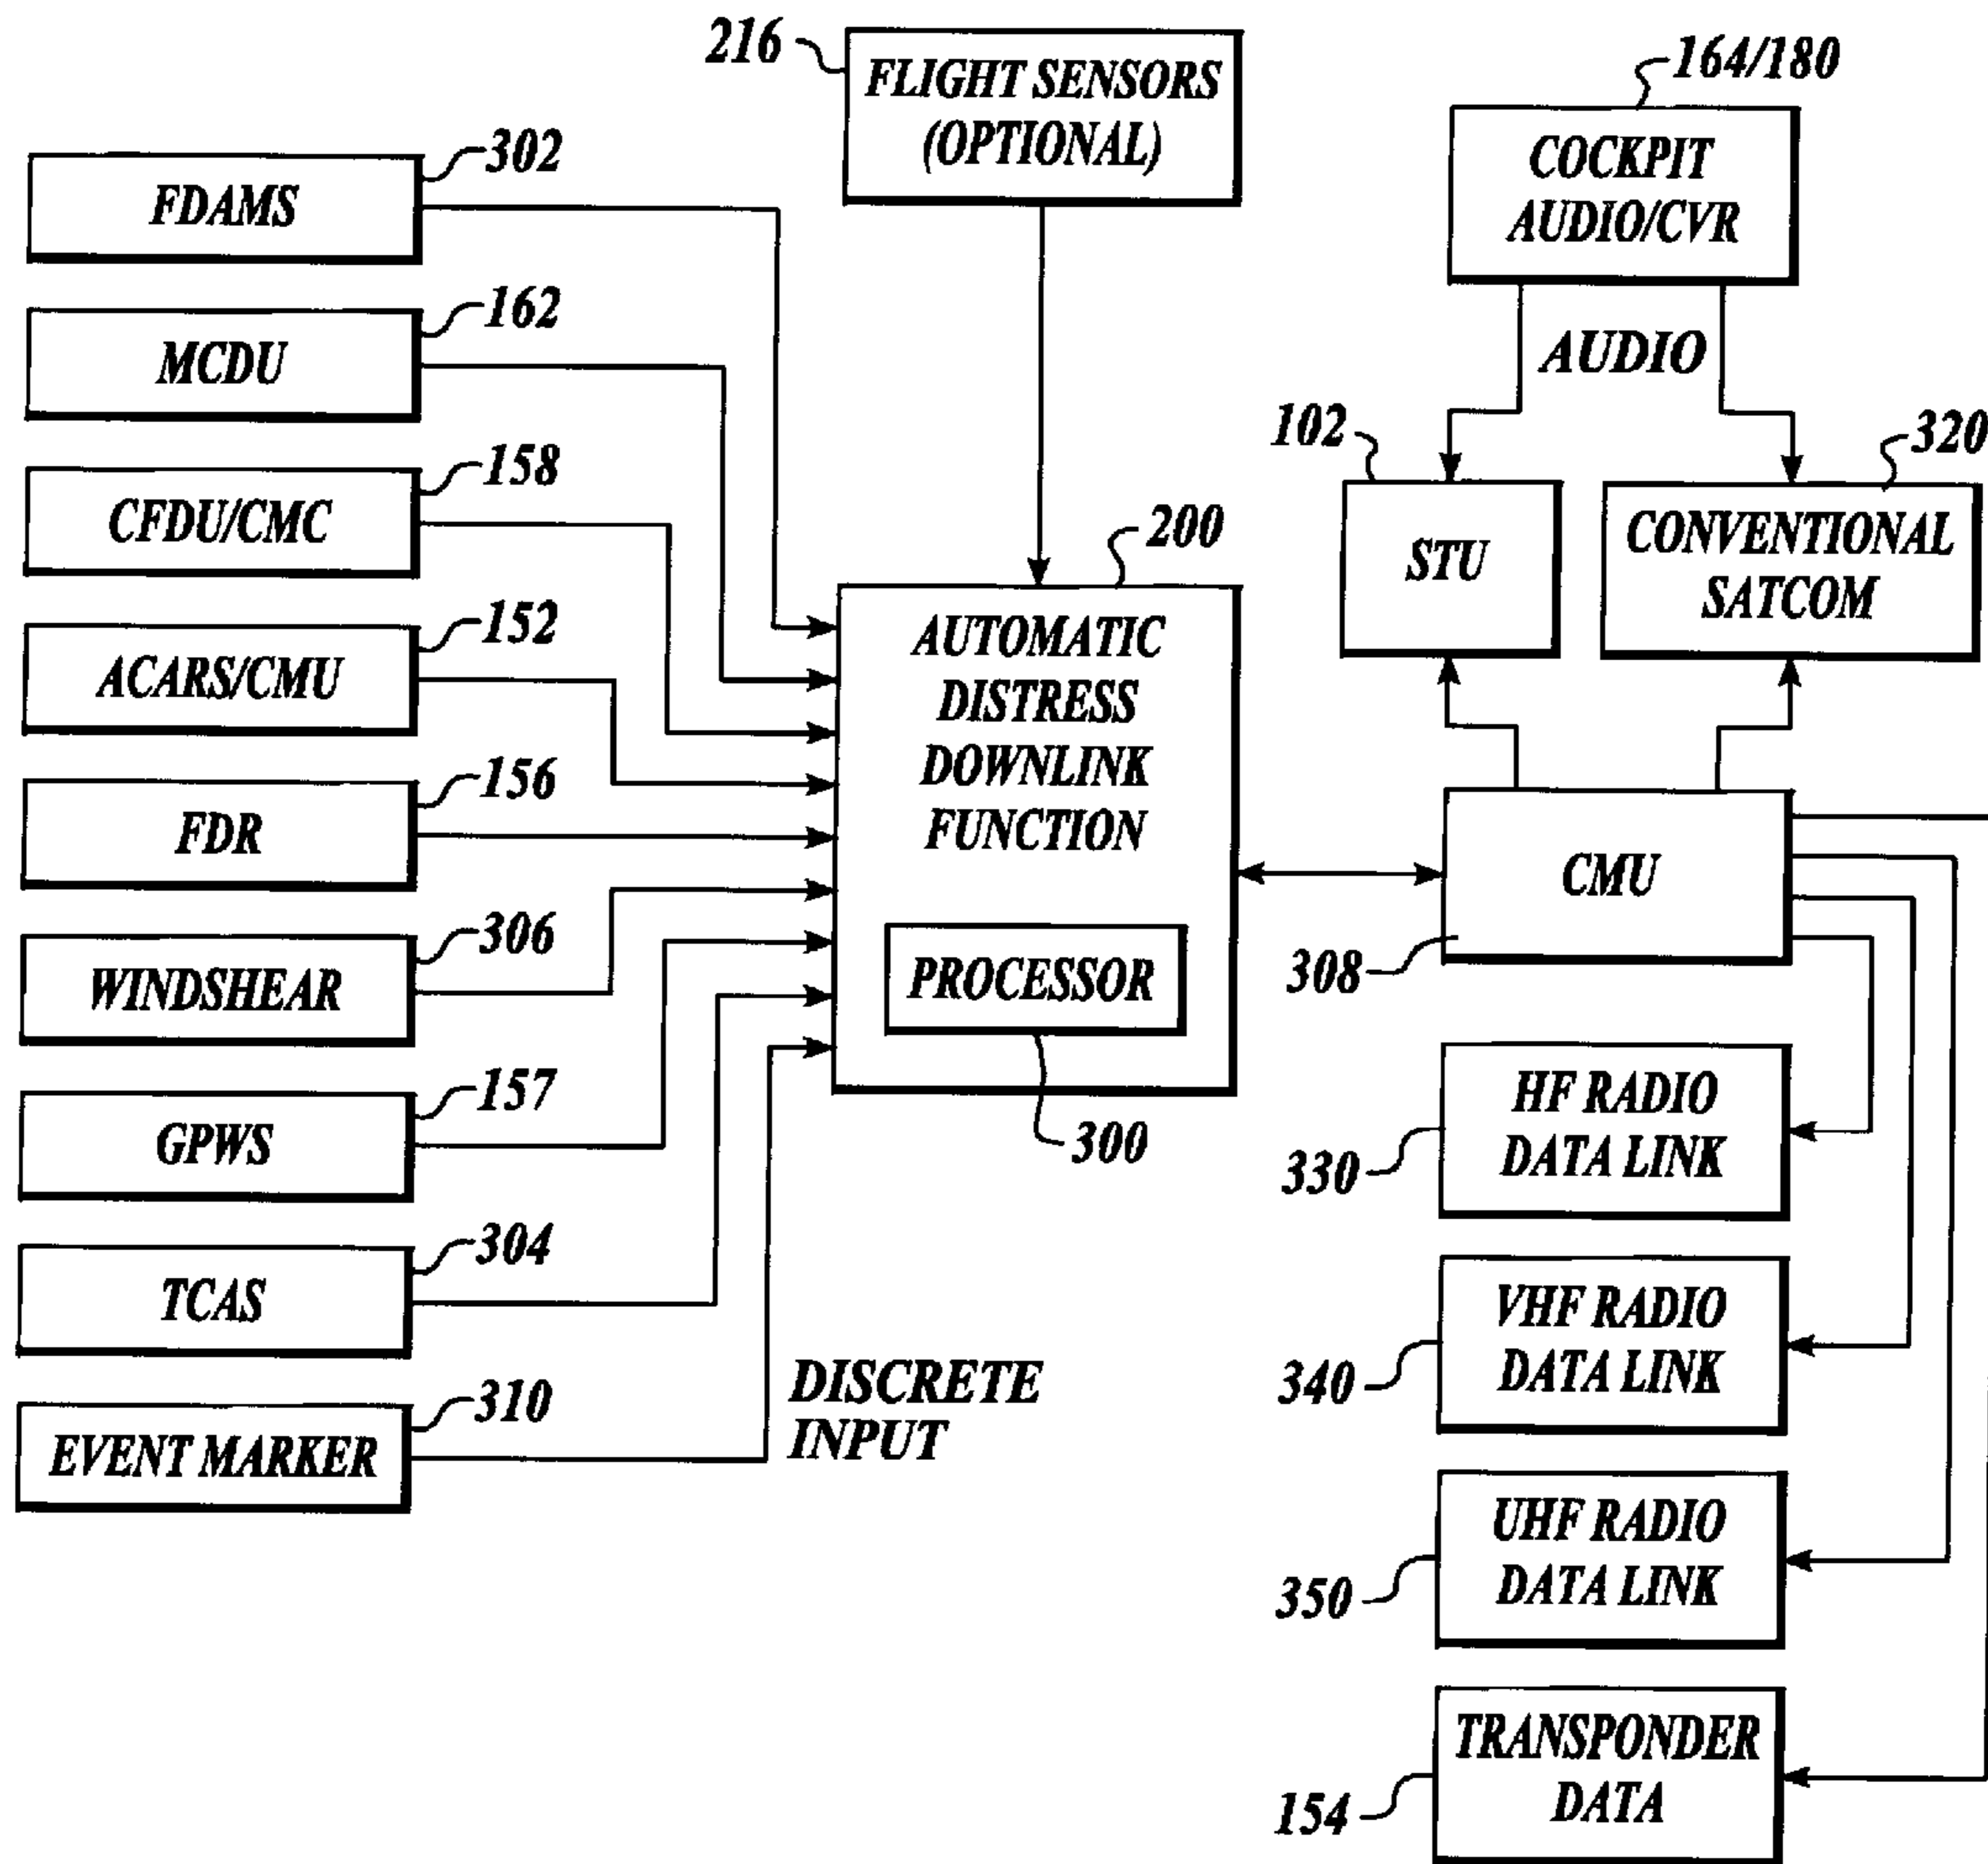 216
FLIGHT SENSORS
(OPTIONAL)
164/180
COCKPIT
AUDIO/CVR
AUDIO
302
FDAMS
162
MCDU
158
CFDU/CMC
152
ACARS/CMU
156
FDR
306
WINDSHEAR
157
GPWS
304
TCAS
310
EVENT MARKER
DISCRETE
INPUT
200
AUTOMATIC
DISTRESS
DOWNLINK
FUNCTION
PROCESSOR
300
102
STU
320
CONVENTIONAL
SATCOM
CMU
308
HF RADIO
DATA LINK
330
VHF RADIO
DATA LINK
340
UHF RADIO
DATA LINK
350
TRANSPONDER
DATA
154